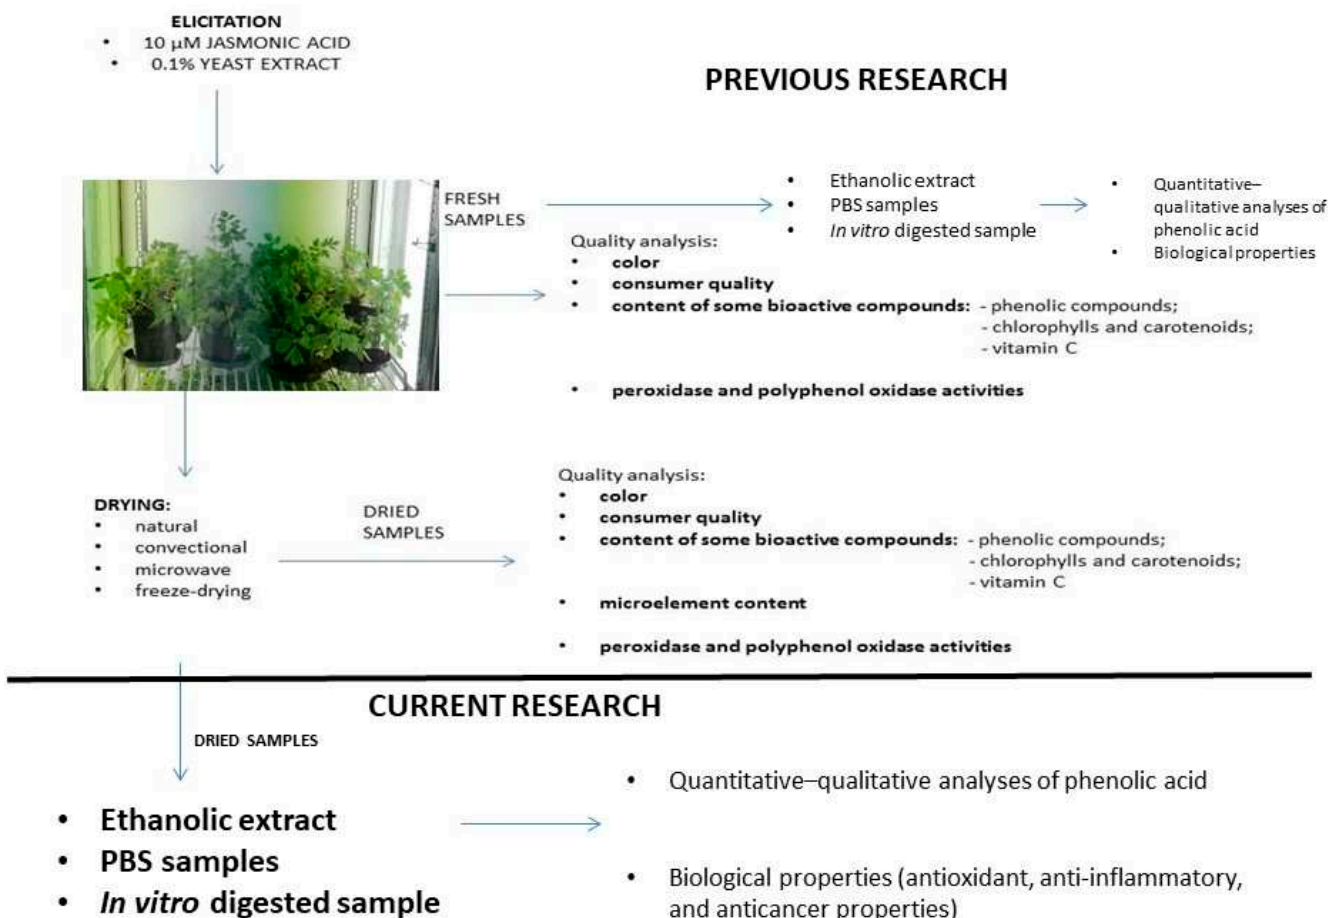 ELICITATION
• 10 µM JASMONIC ACID
• 0.1% YEAST EXTRACT
PREVIOUS RESEARCH
FRESH
SAMPLES
• Ethanolic extract
• PBS samples
• In vitro digested sample
• Quantitative–
qualitative analyses of
phenolic acid
• Biological properties
Quality analysis:
• color
• consumer quality
• content of some bioactive compounds: - phenolic compounds;
- chlorophylls and carotenoids;
- vitamin C
• peroxidase and polyphenol oxidase activities
DRYING:
• natural
• convectional
• microwave
• freeze-drying
DRIED
SAMPLES
Quality analysis:
• color
• consumer quality
• content of some bioactive compounds: - phenolic compounds;
- chlorophylls and carotenoids;
- vitamin C
• microelement content
• peroxidase and polyphenol oxidase activities
CURRENT RESEARCH
DRIED SAMPLES
• Ethanolic extract
• PBS samples
• In vitro digested sample
• Quantitative–qualitative analyses of phenolic acid
• Biological properties (antioxidant, anti-inflammatory,
and anticancer properties)